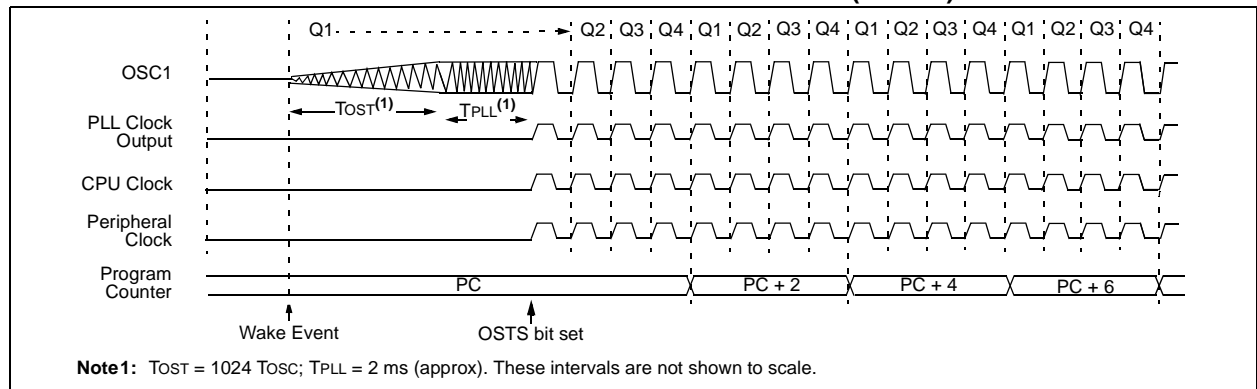 Q1 Q2 Q3 Q4 Q1 Q2 Q3 Q4 Q1 Q2 Q3 Q4 Q1 Q2 Q3 Q4
OSC1
TOST(1) TPLL(1)
PLL Clock
Output
CPU Clock
Peripheral
Clock
Program
Counter
PC PC + 2 PC + 4 PC + 6
Wake Event OSTS bit set
Note1: TOST = 1024 TOSC; TPLL = 2 ms (approx). These intervals are not shown to scale.